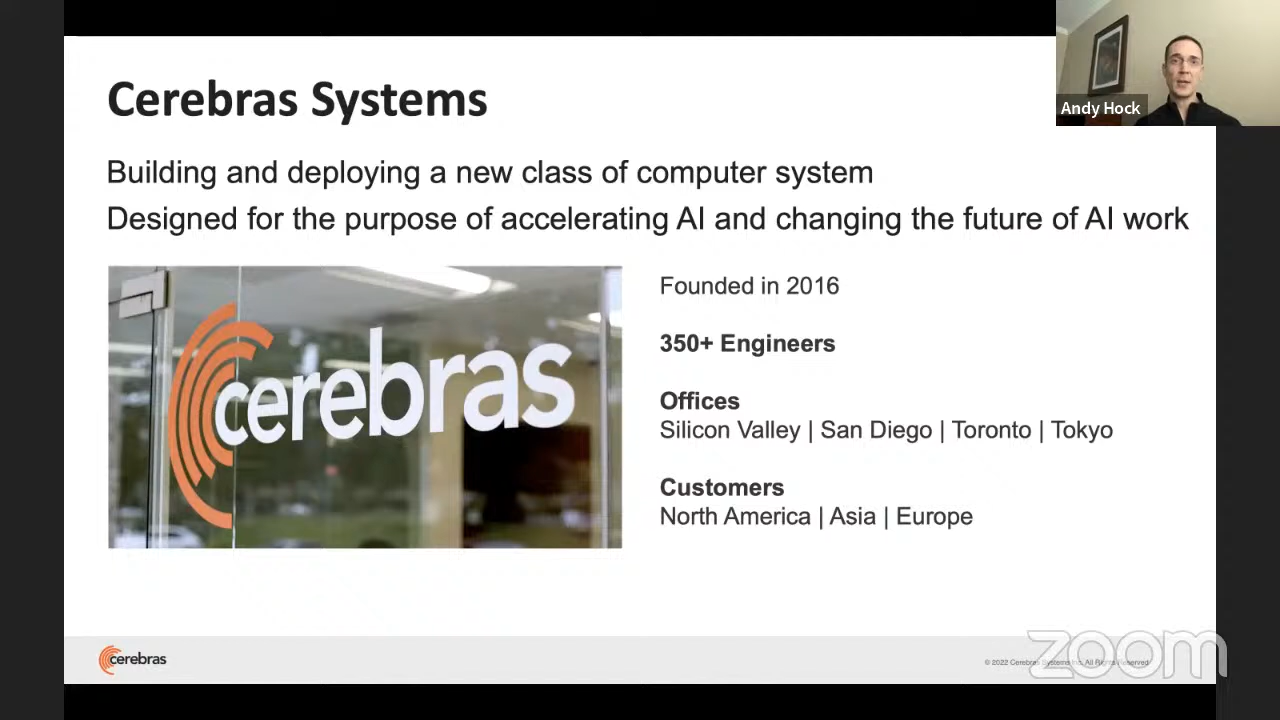 Cerebras Systems
Andy Hock
Building and deploying a new class of computer system
Designed for the purpose of accelerating AI and changing the future of AI work
cerebras
Founded in 2016
350+ Engineers
Offices
Silicon Valley | San Diego | Toronto | Tokyo
Customers
North America | Asia | Europe
cerebras
© 2022 Cerebras Systems Inc. All Rights Reserved
zoom